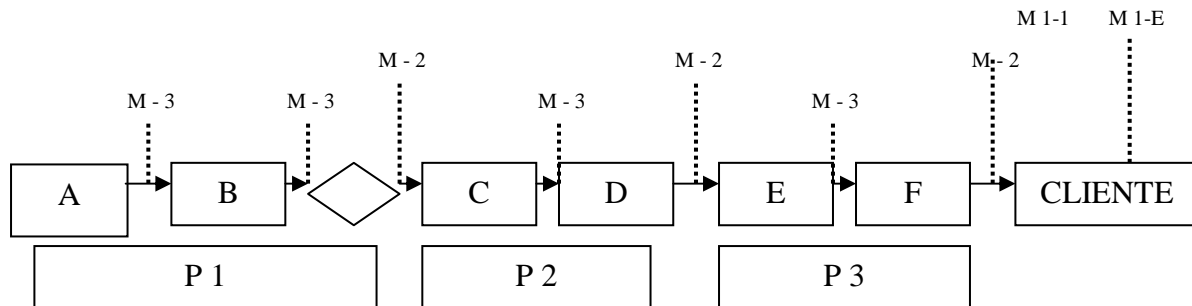 M 1-1 M 1-E
M - 2 M - 2 M - 2
M - 3 M - 3 M - 3 M - 3
A B C D E F CLIENTE
P 1 P 2 P 3